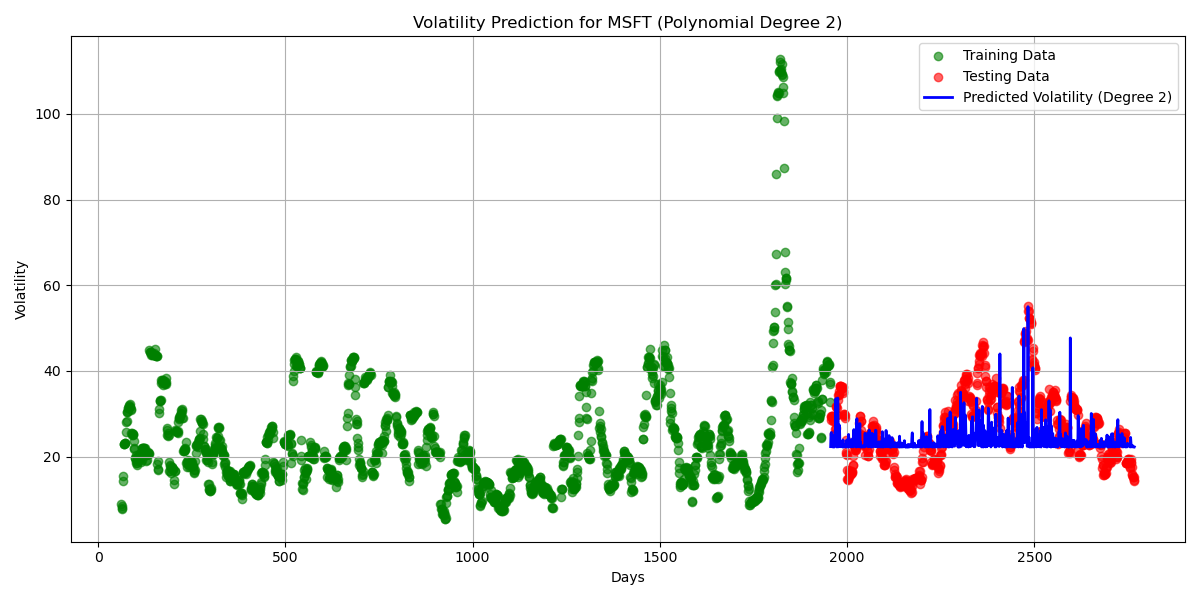 Volatility Prediction for MSFT (Polynomial Degree 2)
Training Data
Testing Data
Predicted Volatility (Degree 2)
Volatility
100
80
60
40
20
0 500 1000 1500 2000 2500
Days